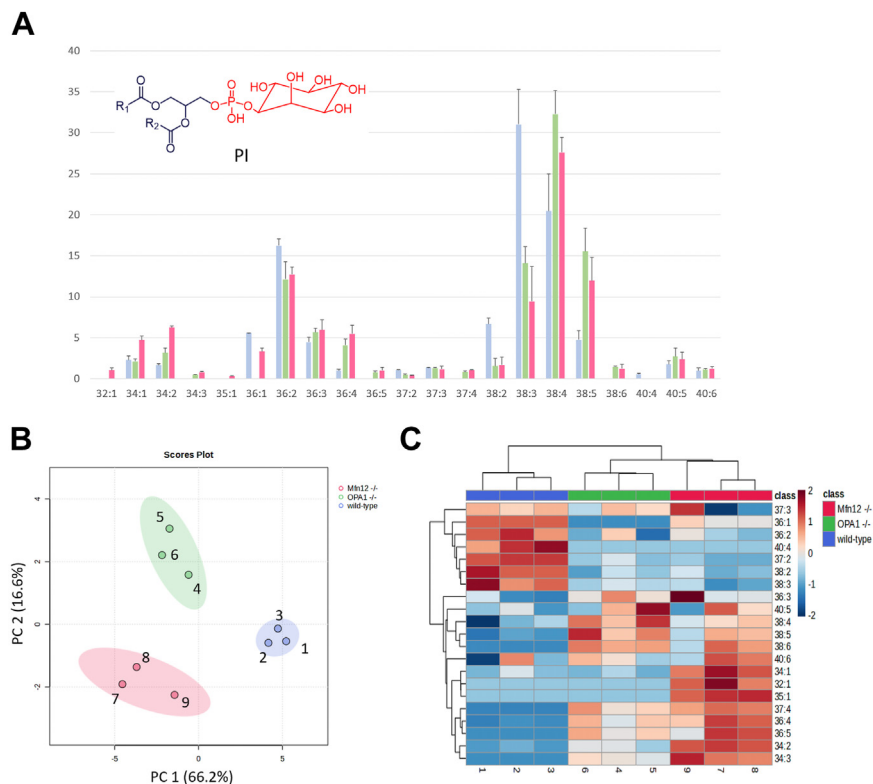 A
40
35
30
25
20
15
10
5
0
R1
O
O
O
O
R2
O
O
P
O
OH
O
HO
OH
OH
HO
OH
PI
32:1 34:1 34:2 34:3 35:1 36:1 36:2 36:3 36:4 36:5 37:2 37:3 37:4 38:2 38:3 38:4 38:5 38:6 40:4 40:5 40:6
B
Scores Plot
Mfn12 -/-
OPA1 -/-
wild-type
PC 2 (16.6%)
4
2
0
-2
5
6
4
3
2
1
8
7
9
-5 0 5
PC 1 (66.2%)
C
class
37:3
36:1
36:2
40:4
37:2
38:2
38:3
36:3
40:5
38:4
38:5
38:6
40:6
34:1
32:1
35:1
37:4
36:4
36:5
34:2
34:3
1 2 3 6 4 5 9 7 8
2
1
0
-1
-2
class
Mfn12 -/-
OPA1 -/-
wild-type